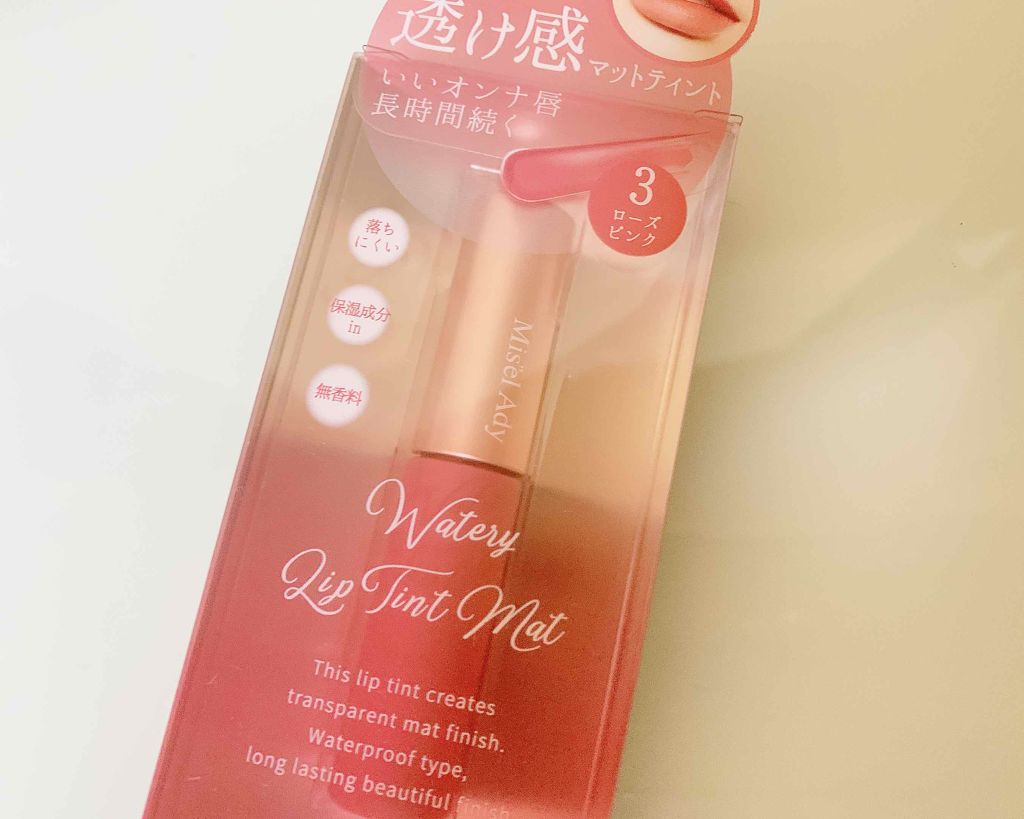 透け感
マットティント
いいオンナ唇
長時間続く
3
ローズ
ピンク
落ち
にくい
保湿成分
in
無香料
Misël Ady
Watery
Lip Tint Mat
This lip tint creates
transparent mat finish.
Waterproof type,
long lasting beautiful finish.